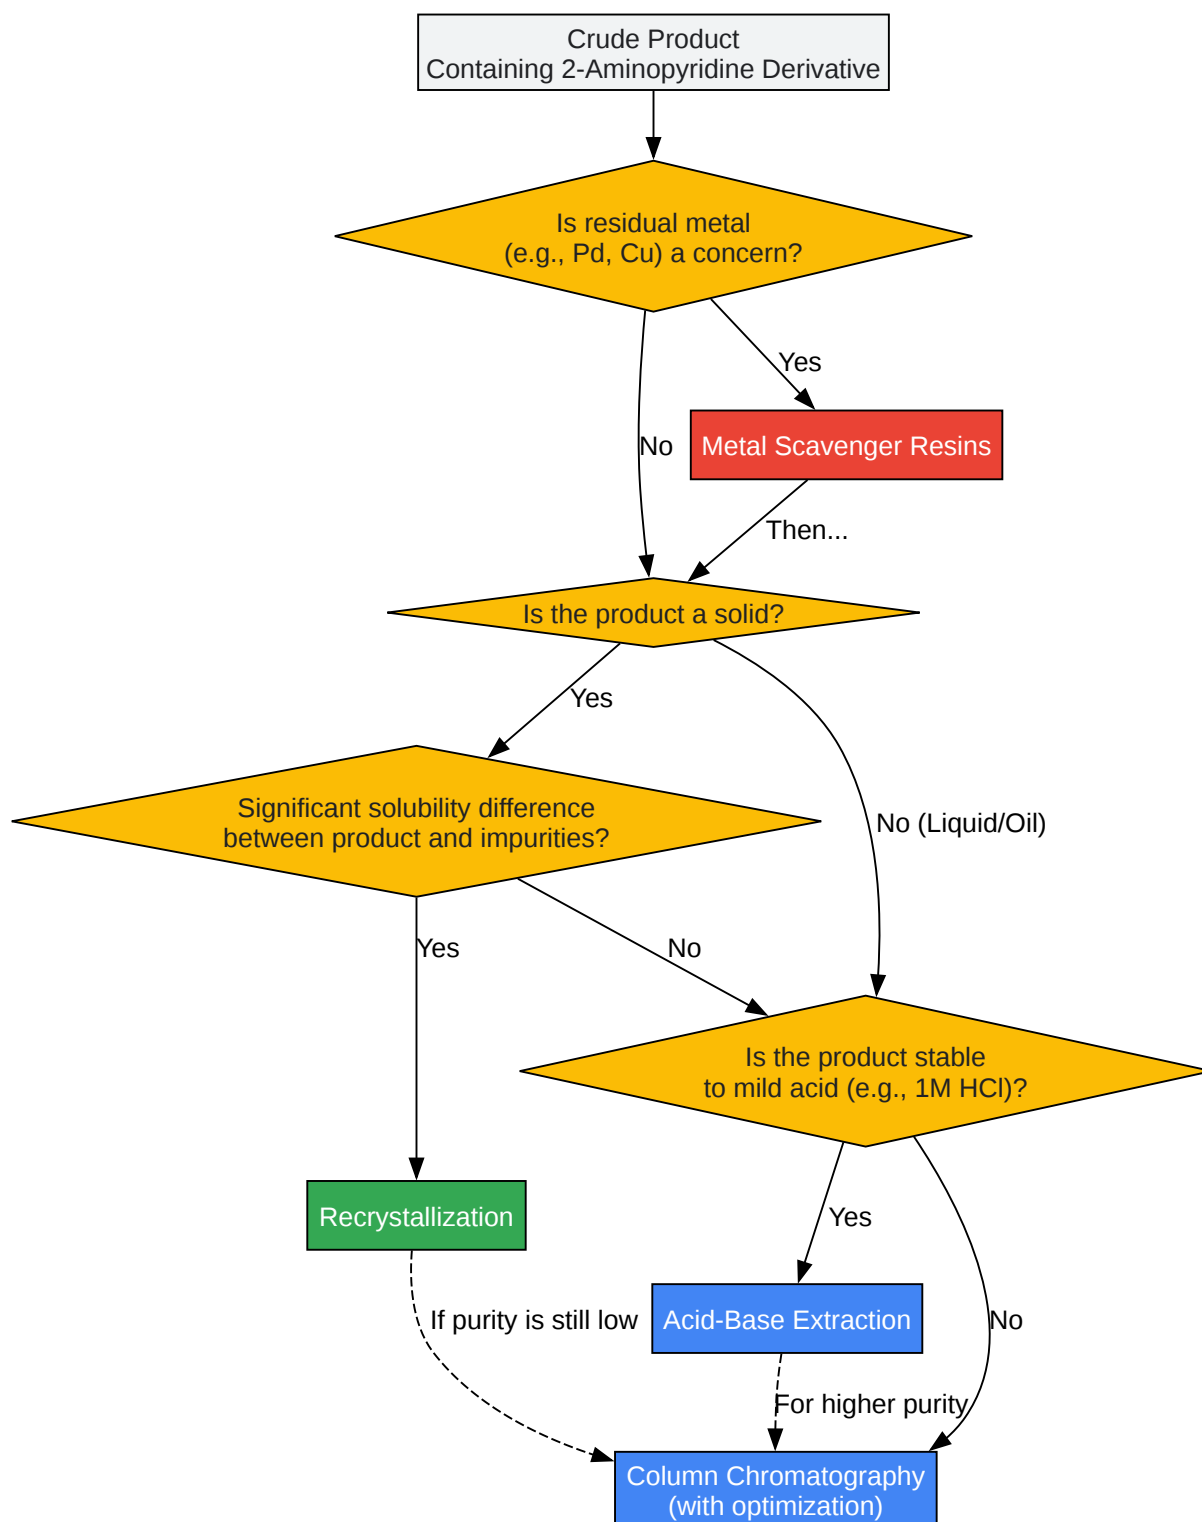 Crude Product
Containing 2-Aminopyridine Derivative
Is residual metal
(e.g., Pd, Cu) a concern?
Yes
No
Metal Scavenger Resins
Then...
Is the product a solid?
Yes
Significant solubility difference
between product and impurities?
No (Liquid/Oil)
Yes
No
Is the product stable
to mild acid (e.g., 1M HCl)?
Recrystallization
Yes
If purity is still low
Acid-Base Extraction
No
For higher purity
Column Chromatography
(with optimization)